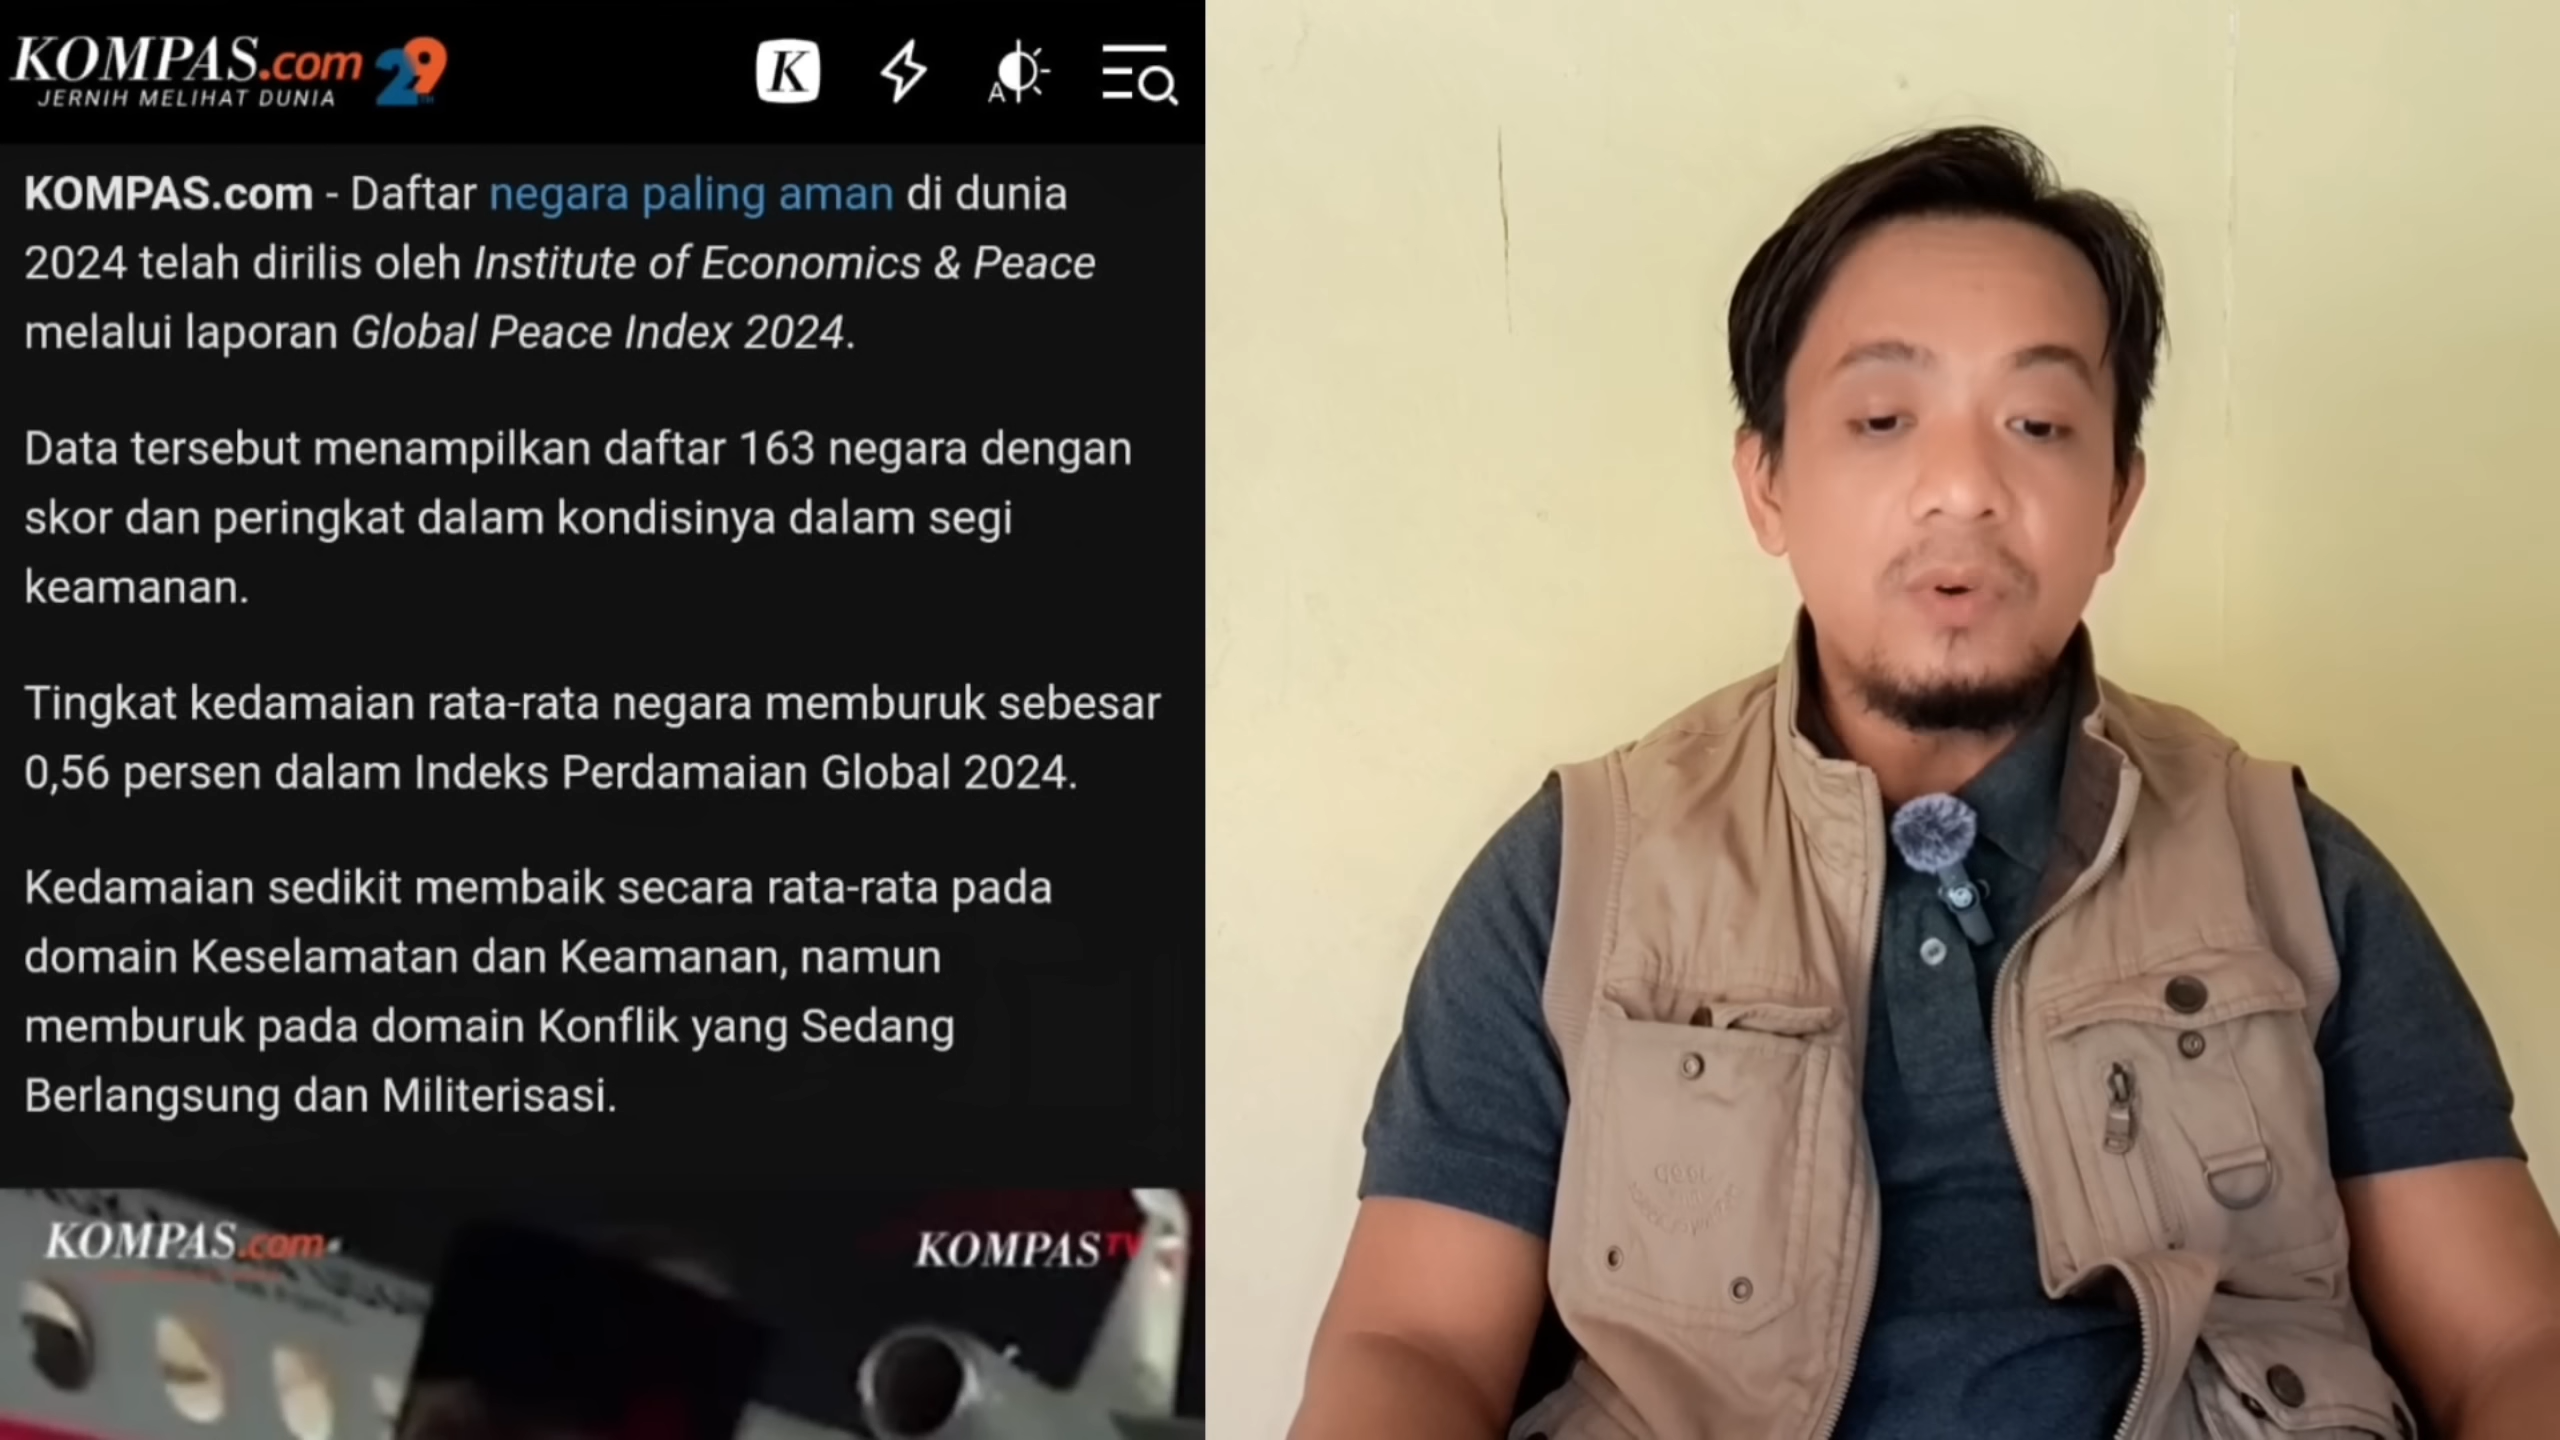 KOMPAS.com 29TH
JERNIH MELIHAT DUNIA
K
A
KOMPAS.com - Daftar negara paling aman di dunia
2024 telah dirilis oleh Institute of Economics & Peace
melalui laporan Global Peace Index 2024.
Data tersebut menampilkan daftar 163 negara dengan
skor dan peringkat dalam kondisinya dalam segi
keamanan.
Tingkat kedamaian rata-rata negara memburuk sebesar
0,56 persen dalam Indeks Perdamaian Global 2024.
Kedamaian sedikit membaik secara rata-rata pada
domain Keselamatan dan Keamanan, namun
memburuk pada domain Konflik yang Sedang
Berlangsung dan Militerisasi.
KOMPAS.com
KOMPASTV